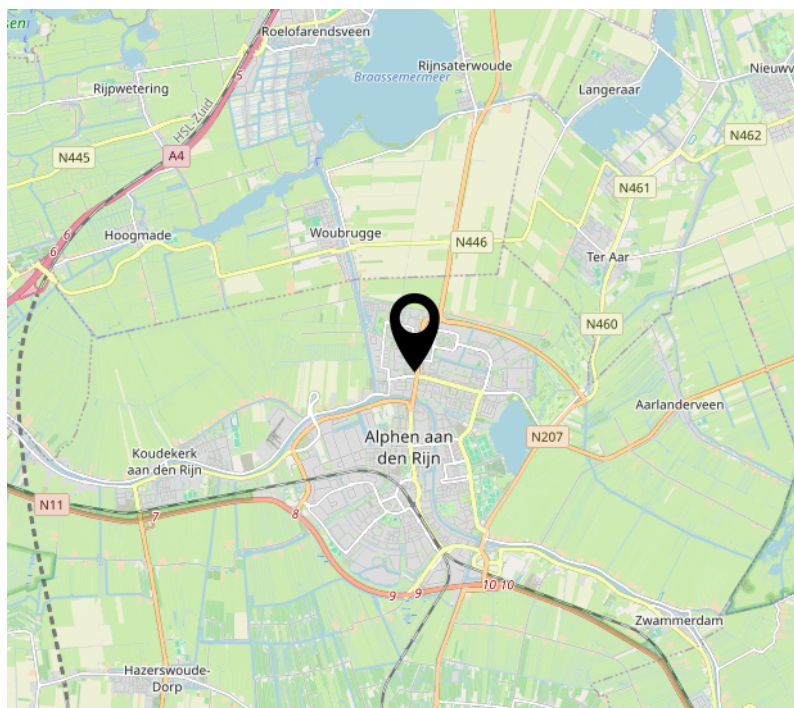 Roelofarendsveen
5
Braassemermeer
Rijnsaterwoude
Rijpwetering
Langeraar
HSL-Zuid
N462
N445
A4
N461
6
6
Hoogmade
Woubrugge
N446
Ter Aar
N460
Aarlanderveen
Alphen aan
den Rijn
N207
Koudekerk
aan den Rijn
N11
7
8
9
9
10
10
Zwammerdam
Hazerswoude-
Dorp